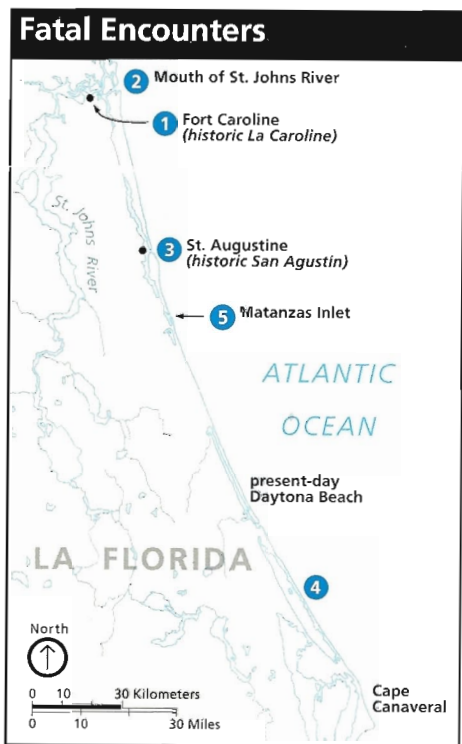 Fatal Encounters
2 Mouth of St. Johns River
1 Fort Caroline
(historic La Caroline)
St. Johns River
3 St. Augustine
(historic San Agustín)
5 Matanzas Inlet
ATLANTIC
OCEAN
present-day
Daytona Beach
LA FLORIDA
4
North
0 10 30 Kilometers
0 10 30 Miles
Cape
Canaveral